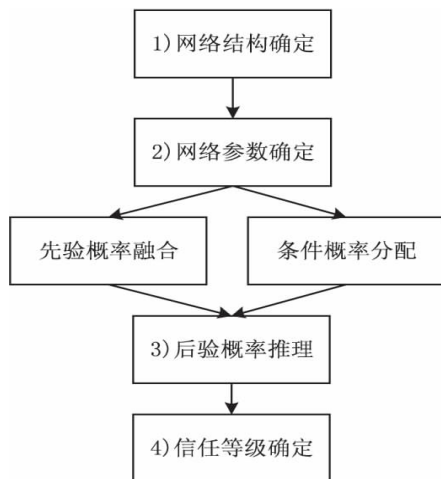 1)网络结构确定
2)网络参数确定
先验概率融合
条件概率分配
3)后验概率推理
4)信任等级确定